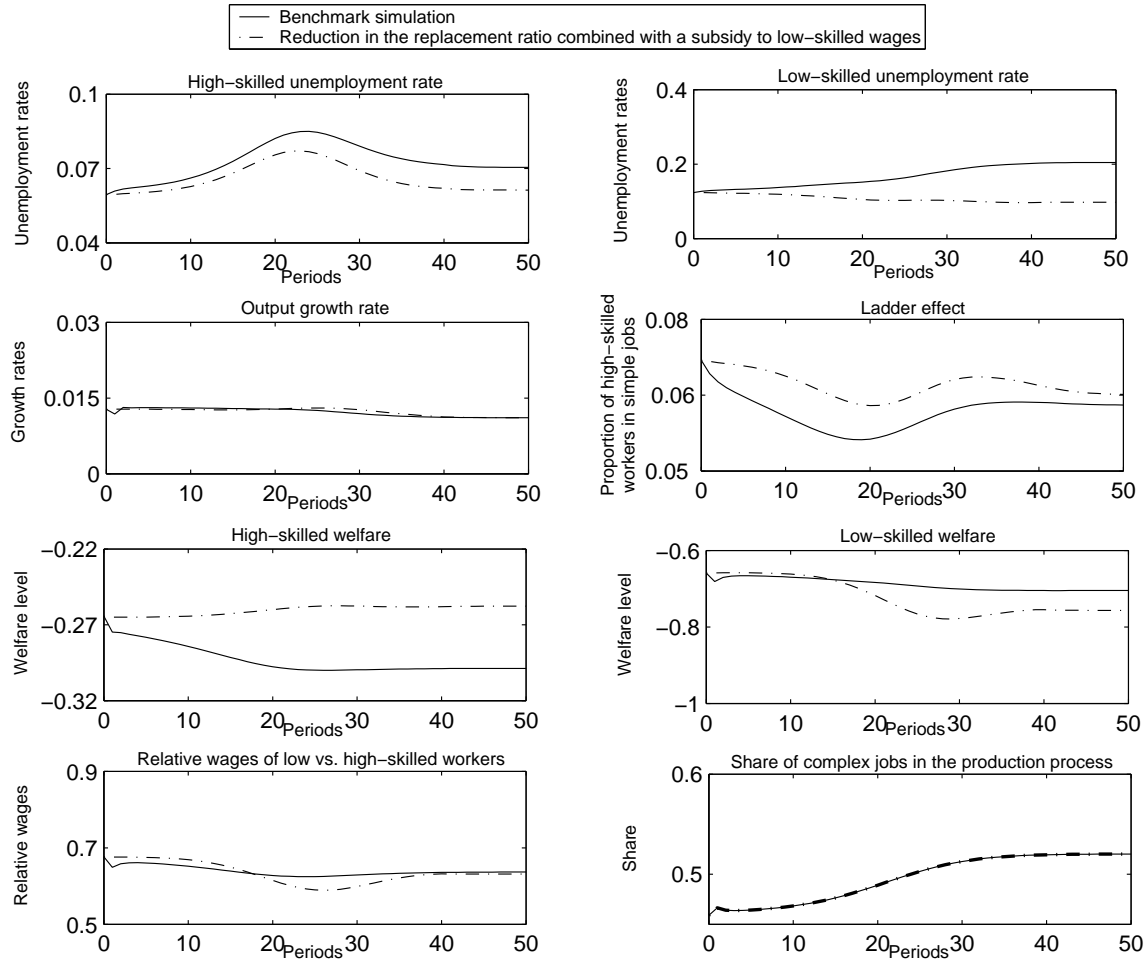 Benchmark simulation
Reduction in the replacement ratio combined with a subsidy to low−skilled wages
High−skilled unemployment rate
Unemployment rates
0.1
0.07
0.04
0 10 20 30 40 50
Periods
Low−skilled unemployment rate
Unemployment rates
0.4
0.2
0
0 10 20 30 40 50
Periods
Output growth rate
Growth rates
0.03
0.015
0
0 10 20 30 40 50
Periods
Ladder effect
Proportion of high−skilled
workers in simple jobs
0.08
0.06
0.05
0 10 20 30 40 50
Periods
High−skilled welfare
Welfare level
−0.22
−0.27
−0.32
0 10 20 30 40 50
Periods
Low−skilled welfare
Welfare level
−0.6
−0.8
−1
0 10 20 30 40 50
Periods
Relative wages of low vs. high−skilled workers
Relative wages
0.9
0.7
0.5
0 10 20 30 40 50
Periods
Share of complex jobs in the production process
Share
0.6
0.5
0 10 20 30 40 50
Periods